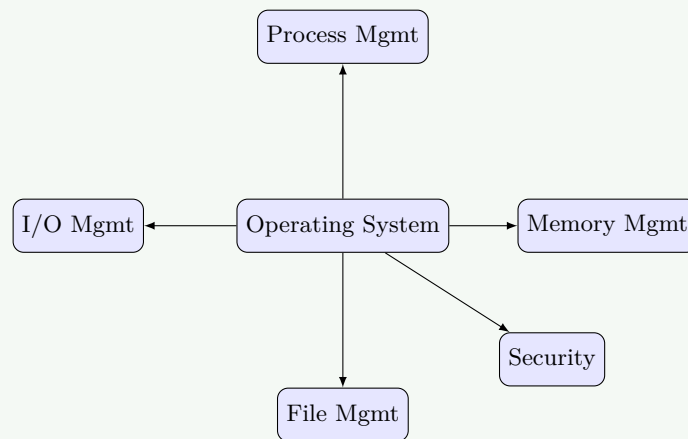 Process Mgmt
I/O Mgmt
Operating System
Memory Mgmt
Security
File Mgmt